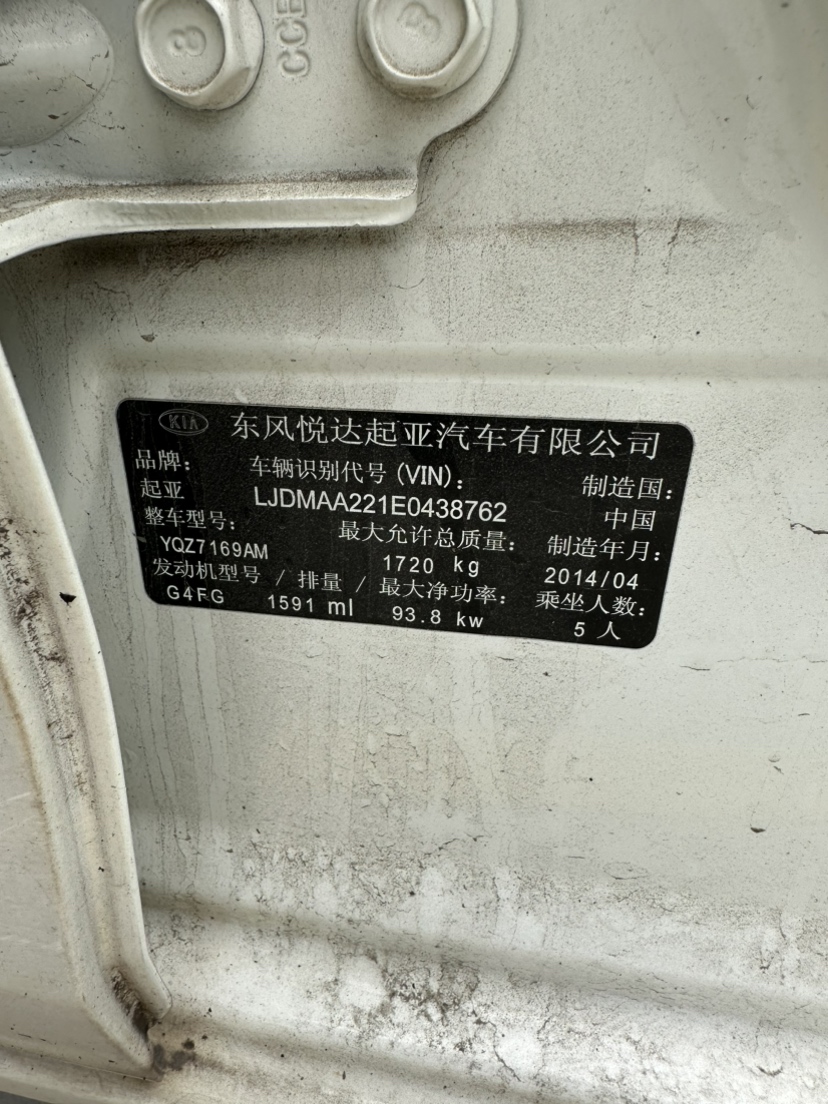 8
CCE
KIA 东风悦达起亚汽车有限公司
品牌： 车辆识别代号(VIN)： 制造国：
起亚 LJDMAA221E0438762 中国
整车型号： 最大允许总质量： 制造年月：
YQZ7169AM 1720 kg 2014/04
发动机型号 / 排量 / 最大净功率： 乘坐人数：
G4FG 1591 ml 93.8 kw 5 人